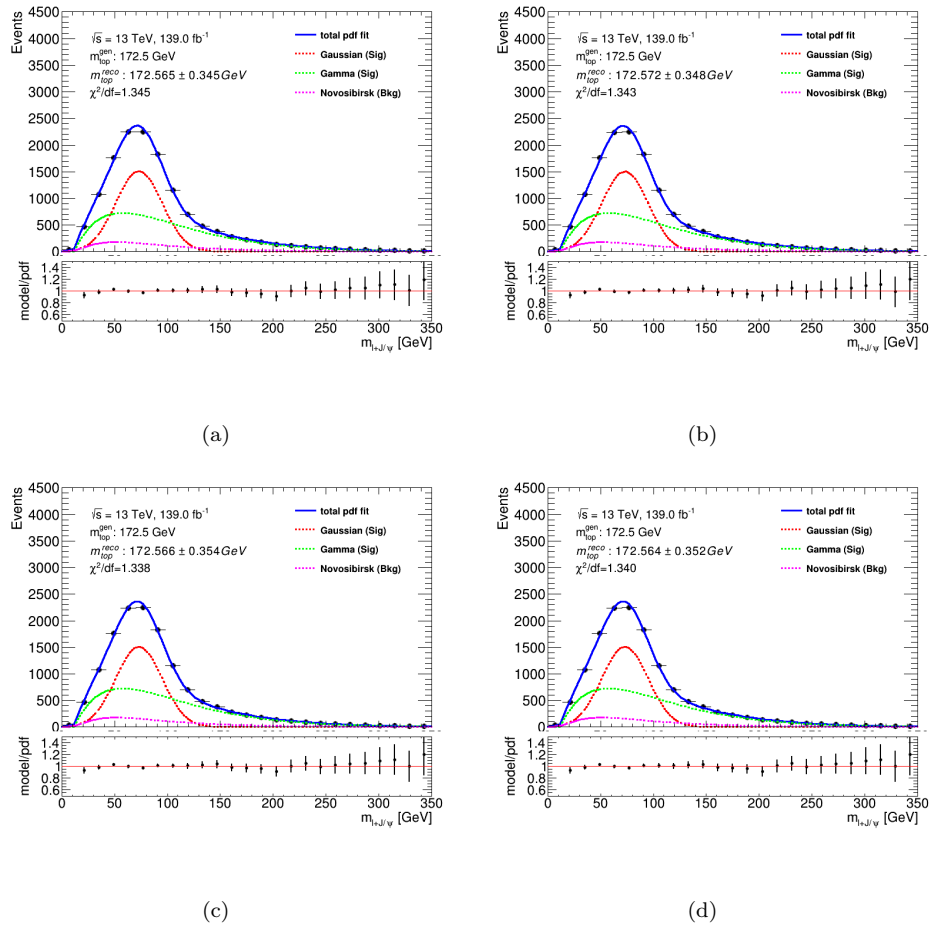 Events
4500
4000
3500
3000
2500
2000
1500
1000
500
0
√s = 13 TeV, 139.0 fb⁻¹
m_top^gen: 172.5 GeV
m_top^reco : 172.565 ± 0.345GeV
χ²/df=1.345
total pdf fit
Gaussian (Sig)
Gamma (Sig)
Novosibirsk (Bkg)
model/pdf
1.4
1.2
1
0.8
0.6
0 50 100 150 200 250 300 350
m_l+J/ψ [GeV]
(a)
Events
4500
4000
3500
3000
2500
2000
1500
1000
500
0
√s = 13 TeV, 139.0 fb⁻¹
m_top^gen: 172.5 GeV
m_top^reco : 172.572 ± 0.348GeV
χ²/df=1.343
total pdf fit
Gaussian (Sig)
Gamma (Sig)
Novosibirsk (Bkg)
model/pdf
1.4
1.2
1
0.8
0.6
0 50 100 150 200 250 300 350
m_l+J/ψ [GeV]
(b)
Events
4500
4000
3500
3000
2500
2000
1500
1000
500
0
√s = 13 TeV, 139.0 fb⁻¹
m_top^gen: 172.5 GeV
m_top^reco : 172.566 ± 0.354GeV
χ²/df=1.338
total pdf fit
Gaussian (Sig)
Gamma (Sig)
Novosibirsk (Bkg)
model/pdf
1.4
1.2
1
0.8
0.6
0 50 100 150 200 250 300 350
m_l+J/ψ [GeV]
(c)
Events
4500
4000
3500
3000
2500
2000
1500
1000
500
0
√s = 13 TeV, 139.0 fb⁻¹
m_top^gen: 172.5 GeV
m_top^reco : 172.564 ± 0.352GeV
χ²/df=1.340
total pdf fit
Gaussian (Sig)
Gamma (Sig)
Novosibirsk (Bkg)
model/pdf
1.4
1.2
1
0.8
0.6
0 50 100 150 200 250 300 350
m_l+J/ψ [GeV]
(d)